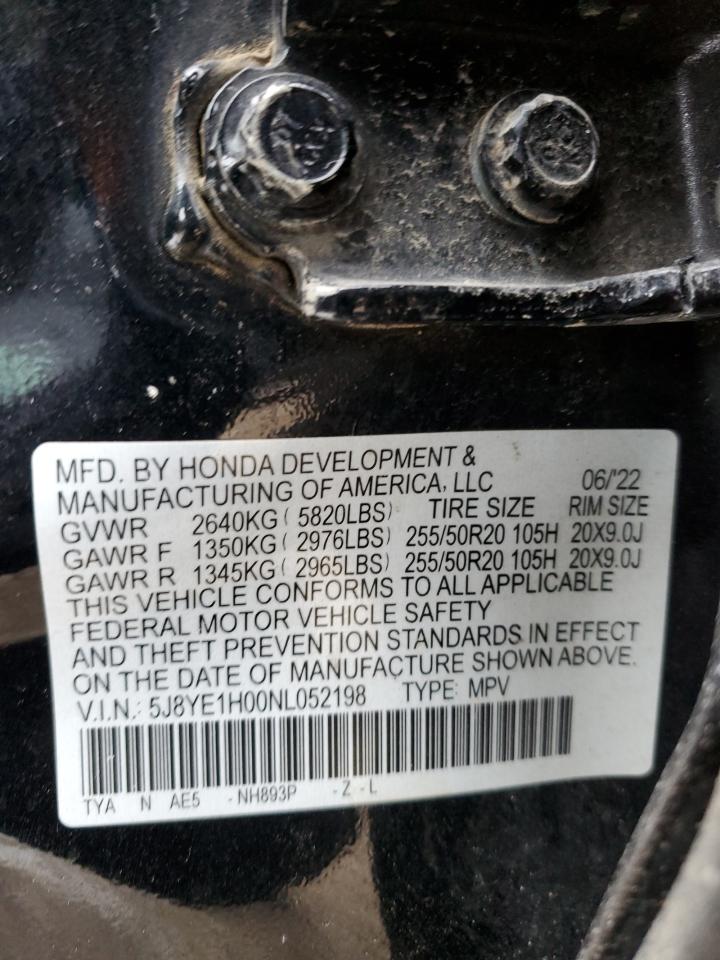 MFD. BY HONDA DEVELOPMENT &
MANUFACTURING OF AMERICA, LLC 06/'22
GVWR 2640KG ( 5820LBS) TIRE SIZE RIM SIZE
GAWR F 1350KG ( 2976LBS) 255/50R20 105H 20X9.0J
GAWR R 1345KG ( 2965LBS) 255/50R20 105H 20X9.0J
THIS VEHICLE CONFORMS TO ALL APPLICABLE
FEDERAL MOTOR VEHICLE SAFETY
AND THEFT PREVENTION STANDARDS IN EFFECT
ON THE DATE OF MANUFACTURE SHOWN ABOVE.
V.I.N.: 5J8YE1H00NL052198 TYPE: MPV
TYA N AE5 -NH893P -Z -L